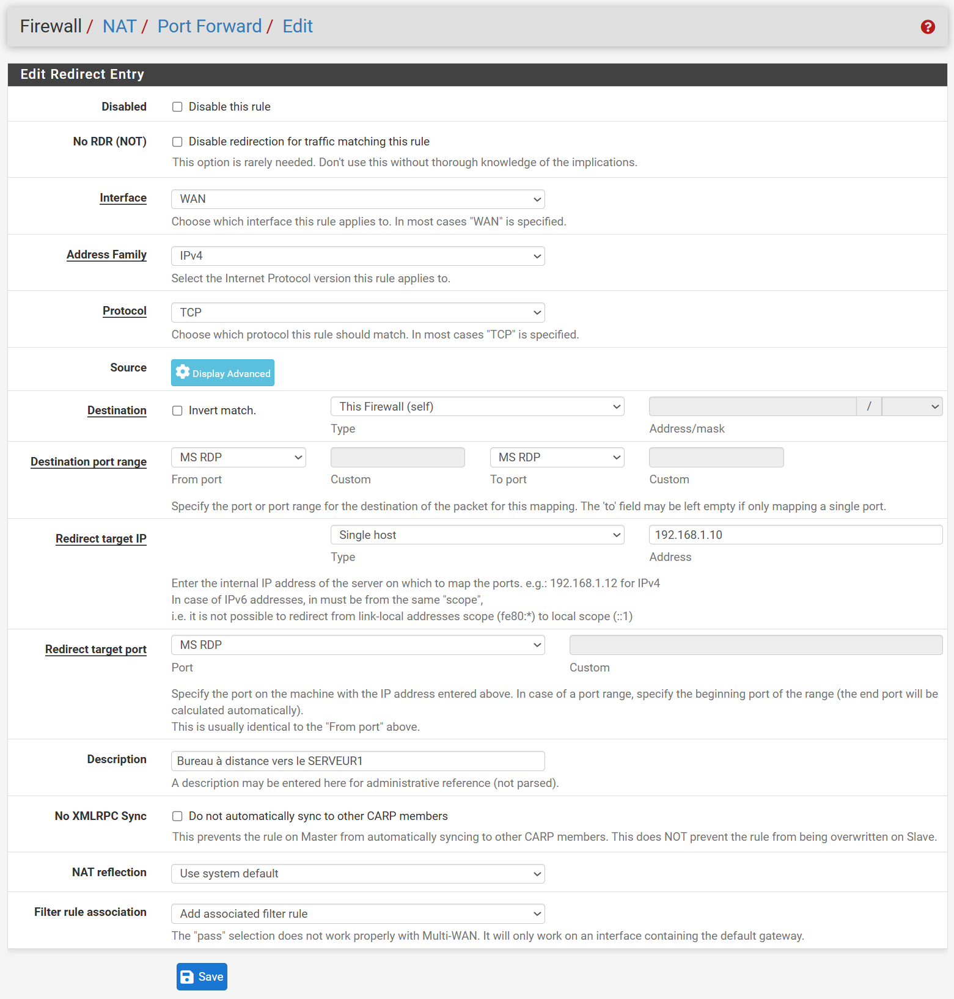 Firewall / NAT / Port Forward / Edit
Edit Redirect Entry
Disabled Disable this rule
No RDR (NOT) Disable redirection for traffic matching this rule
This option is rarely needed. Don't use this without thorough knowledge of the implications.
Interface WAN
Choose which interface this rule applies to. In most cases "WAN" is specified.
Address Family IPv4
Select the Internet Protocol version this rule applies to.
Protocol TCP
Choose which protocol this rule should match. In most cases "TCP" is specified.
Source Display Advanced
Destination Invert match. This Firewall (self) /
Type Address/mask
Destination port range MS RDP MS RDP
From port Custom To port Custom
Specify the port or port range for the destination of the packet for this mapping. The 'to' field may be left empty if only mapping a single port.
Redirect target IP Single host 192.168.1.10
Type Address
Enter the internal IP address of the server on which to map the ports. e.g.: 192.168.1.12 for IPv4
In case of IPv6 addresses, in must be from the same "scope",
i.e. it is not possible to redirect from link-local addresses scope (fe80:*) to local scope (::1)
Redirect target port MS RDP
Port Custom
Specify the port on the machine with the IP address entered above. In case of a port range, specify the beginning port of the range (the end port will be
calculated automatically).
This is usually identical to the "From port" above.
Description Bureau à distance vers le SERVEUR1
A description may be entered here for administrative reference (not parsed).
No XMLRPC Sync Do not automatically sync to other CARP members
This prevents the rule on Master from automatically syncing to other CARP members. This does NOT prevent the rule from being overwritten on Slave.
NAT reflection Use system default
Filter rule association Add associated filter rule
The "pass" selection does not work properly with Multi-WAN. It will only work on an interface containing the default gateway.
Save